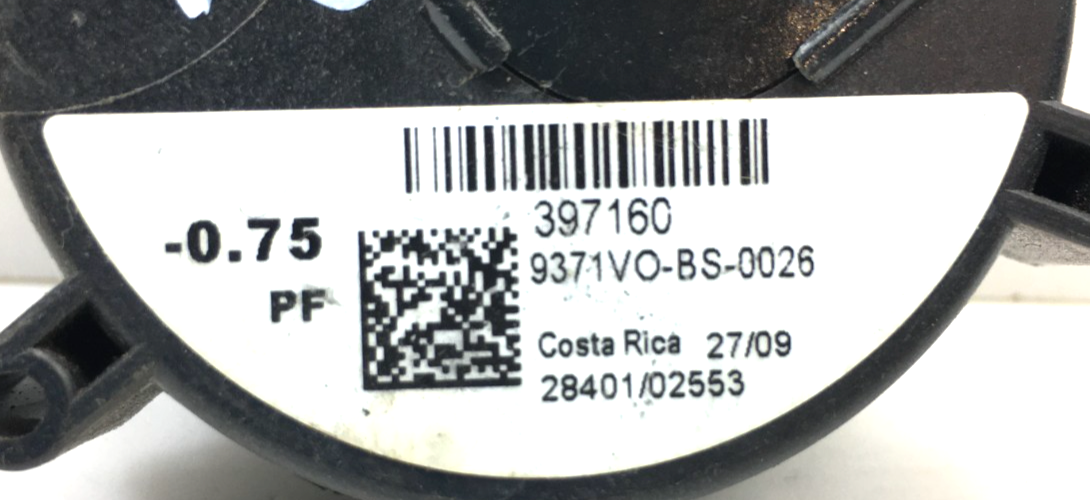 -0.75
PF
397160
9371VO-BS-0026
Costa Rica 27/09
28401/02553